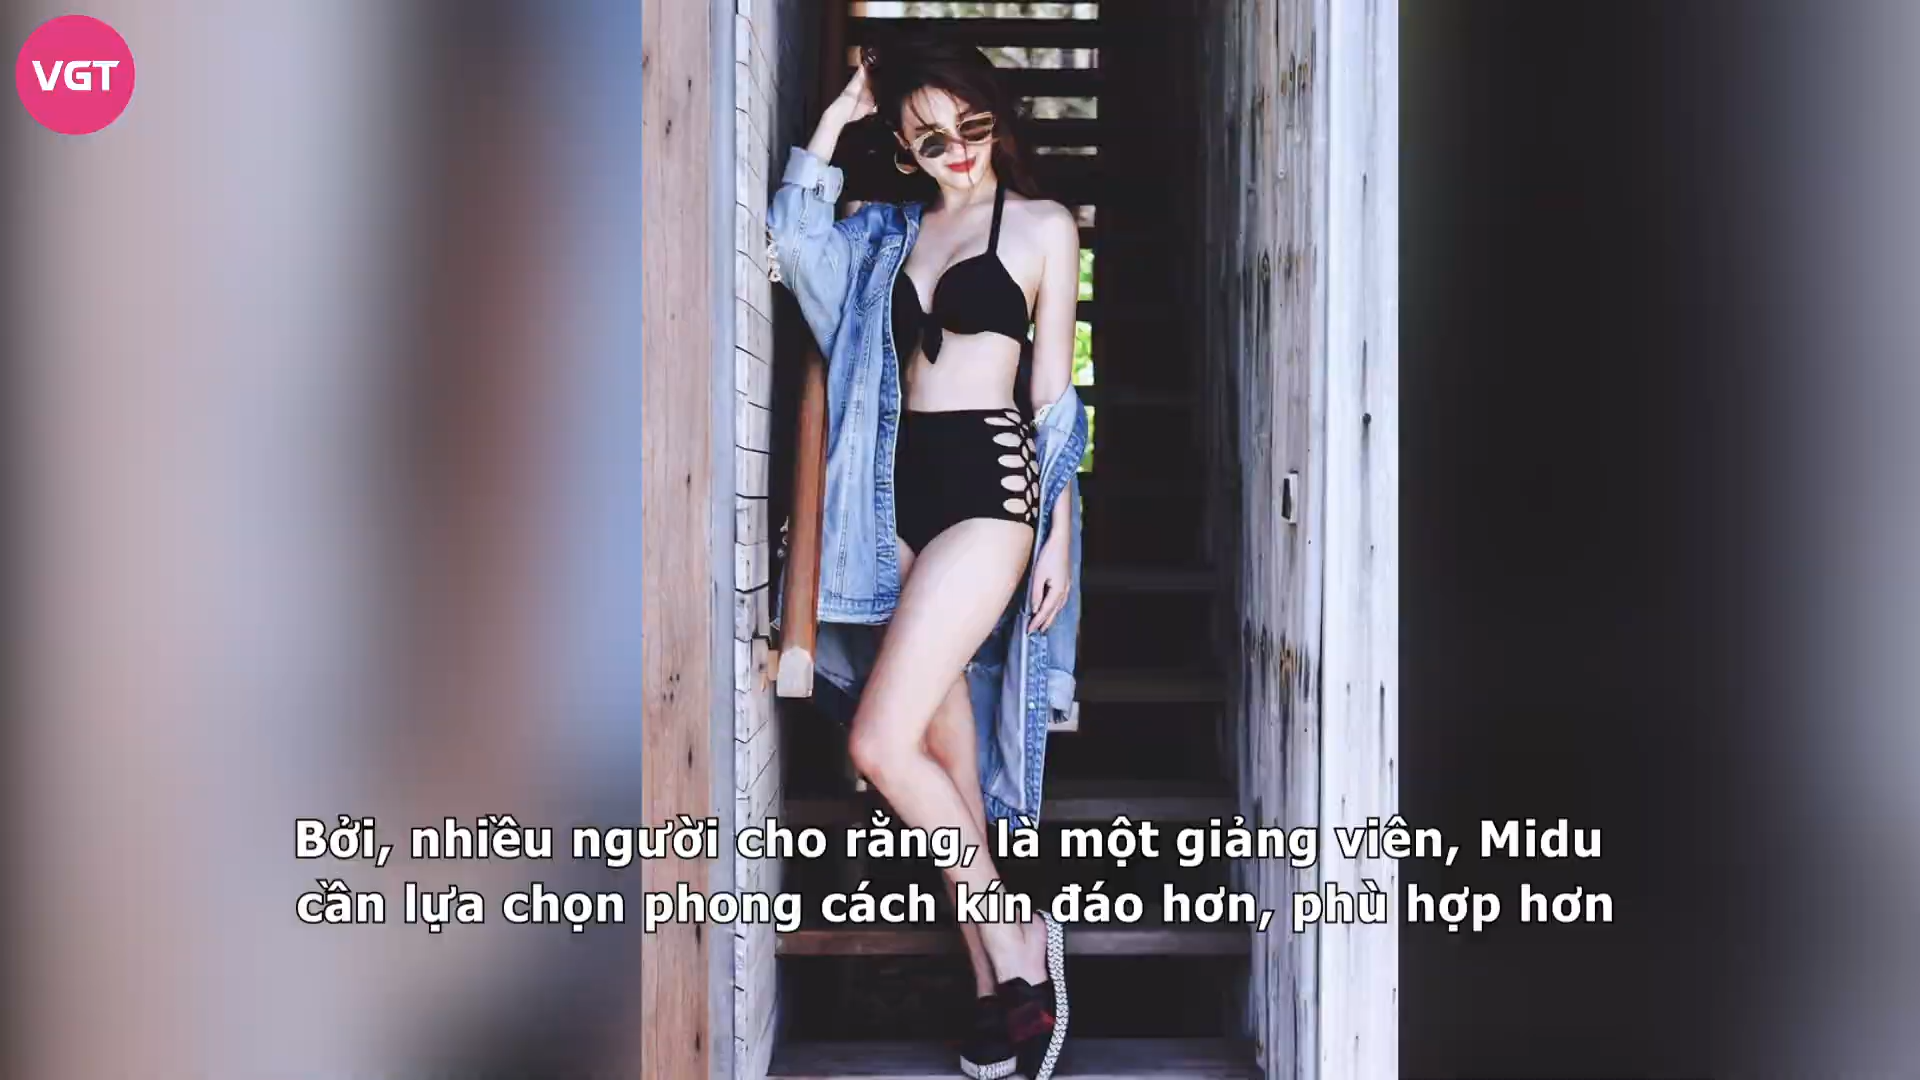 VGT
Bởi, nhiều người cho rằng, là một giảng viên, Midu
cần lựa chọn phong cách kín đáo hơn, phù hợp hơn